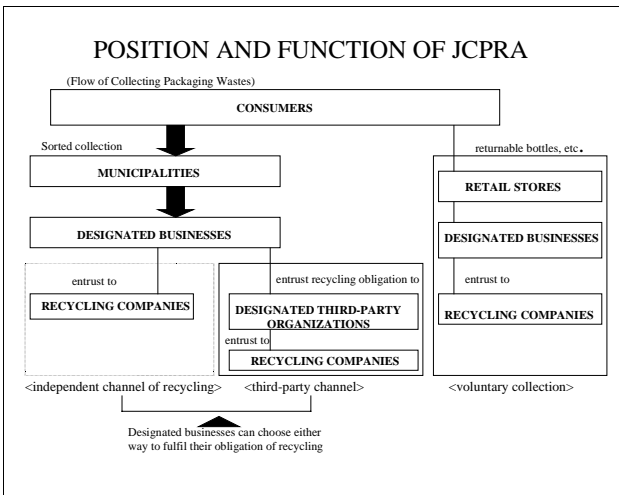 POSITION AND FUNCTION OF JCPRA
(Flow of Collecting Packaging Wastes)
CONSUMERS
Sorted collection
MUNICIPALITIES
DESIGNATED BUSINESSES
entrust to
RECYCLING COMPANIES
<independent channel of recycling>
entrust recycling obligation to
DESIGNATED THIRD-PARTY
ORGANIZATIONS
entrust to
RECYCLING COMPANIES
<third-party channel>
returnable bottles, etc.
RETAIL STORES
DESIGNATED BUSINESSES
entrust to
RECYCLING COMPANIES
<voluntary collection>
Designated businesses can choose either
way to fulfil their obligation of recycling